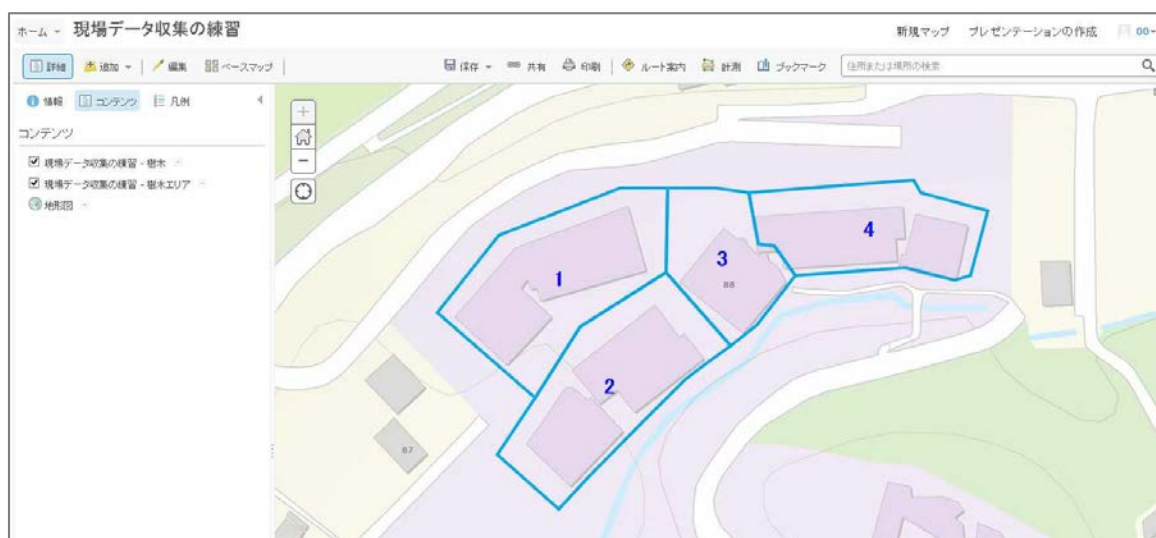 ホーム 現場データ収集の練習
新規マップ プレゼンテーションの作成 00-
詳細 追加 編集 ベースマップ 保存 共有 印刷 ルート案内 計測 ブックマーク 住所または場所の検索
情報 コンテンツ 凡例
コンテンツ
現場データ収集の練習 - 樹木
現場データ収集の練習 - 樹木エリア
地形図
4
3
1
88
2
87